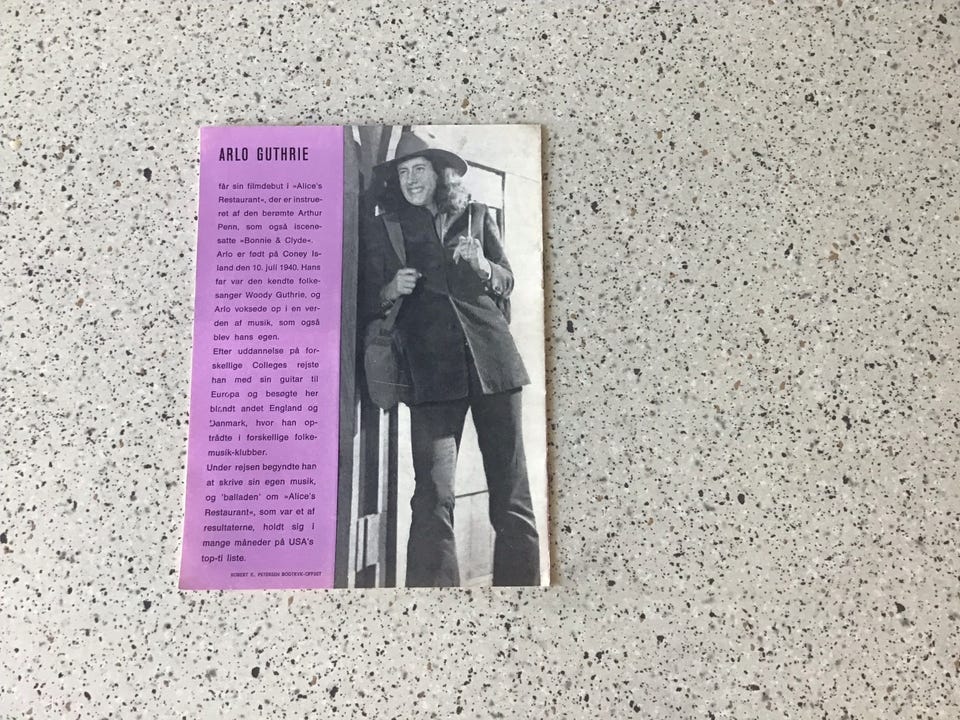 ARLO GUTHRIE
får sin filmdebut i »Alice's
Restaurant«, der er instrue-
ret af den berømte Arthur
Penn, som også iscene-
satte »Bonnie & Clyde«.
Arlo er født på Coney Is-
land den 10. juli 1940. Hans
far var den kendte folke-
sanger Woody Guthrie, og
Arlo voksede op i en ver-
den af musik, som også
blev hans egen.
Efter uddannelse på for-
skellige Colleges rejste
han med sin guitar til
Europa og besøgte her
blandt andet England og
Danmark, hvor han op-
trådte i forskellige folke-
musik-klubber.
Under rejsen begyndte han
at skrive sin egen musik,
og 'balladen' om »Alice's
Restaurant«, som var et af
resultaterne, holdt sig i
mange måneder på USA's
top-ti liste.
ROBERT E. PETERSEN BOGTRYK-OFFSET